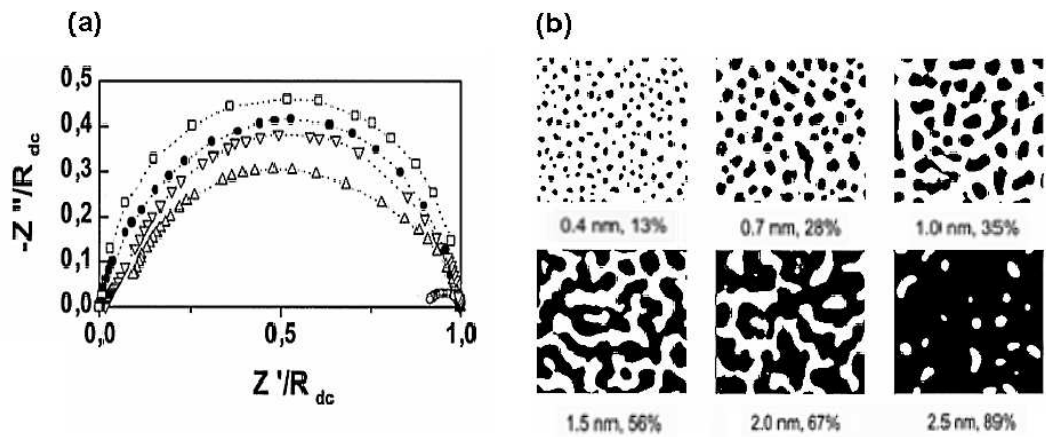 (a)
0,5
0,4
0,3
0,2
0,1
0,0
-Z''/R dc
0,0
0,5
1,0
Z'/R dc
(b)
0.4 nm, 13%
0.7 nm, 28%
1.0 nm, 35%
1.5 nm, 56%
2.0 nm, 67%
2.5 nm, 89%